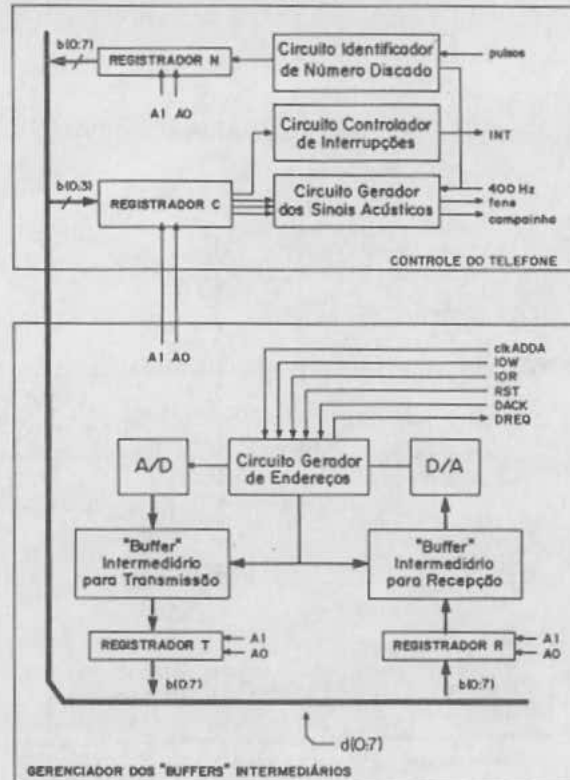 b(0:7)
REGISTRADOR N
A1 A0
Circuito Identificador
de Número Discado
pulsos
Circuito Controlador
de Interrupções
INT
b(0:3)
REGISTRADOR C
Circuito Gerador
dos Sinais Acústicos
400 Hz
fone
campainha
CONTROLE DO TELEFONE
A1 A0
clkADDA
IOW
IOR
RST
DACK
DREQ
A/D
Circuito Gerador
de Endereços
D/A
"Buffer"
Intermediário
para Transmissão
"Buffer"
Intermediário
para Recepção
REGISTRADOR T
A1
A0
REGISTRADOR R
A1
A0
b(0:7)
b(0:7)
d(0:7)
GERENCIADOR DOS "BUFFERS" INTERMEDIÁRIOS